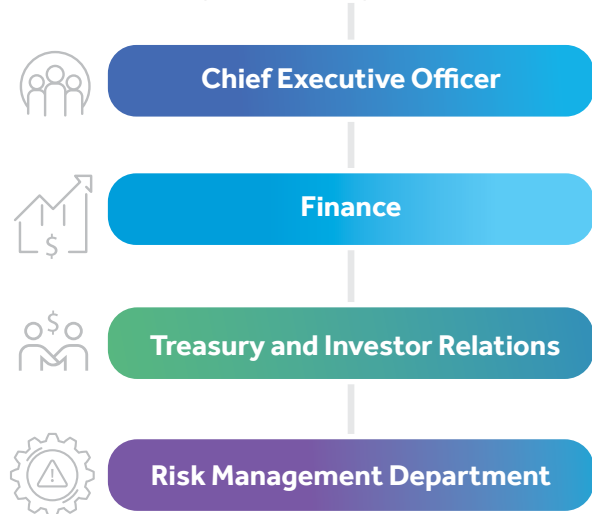 Chief Executive Officer
$
Finance
$
Treasury and Investor Relations
Risk Management Department